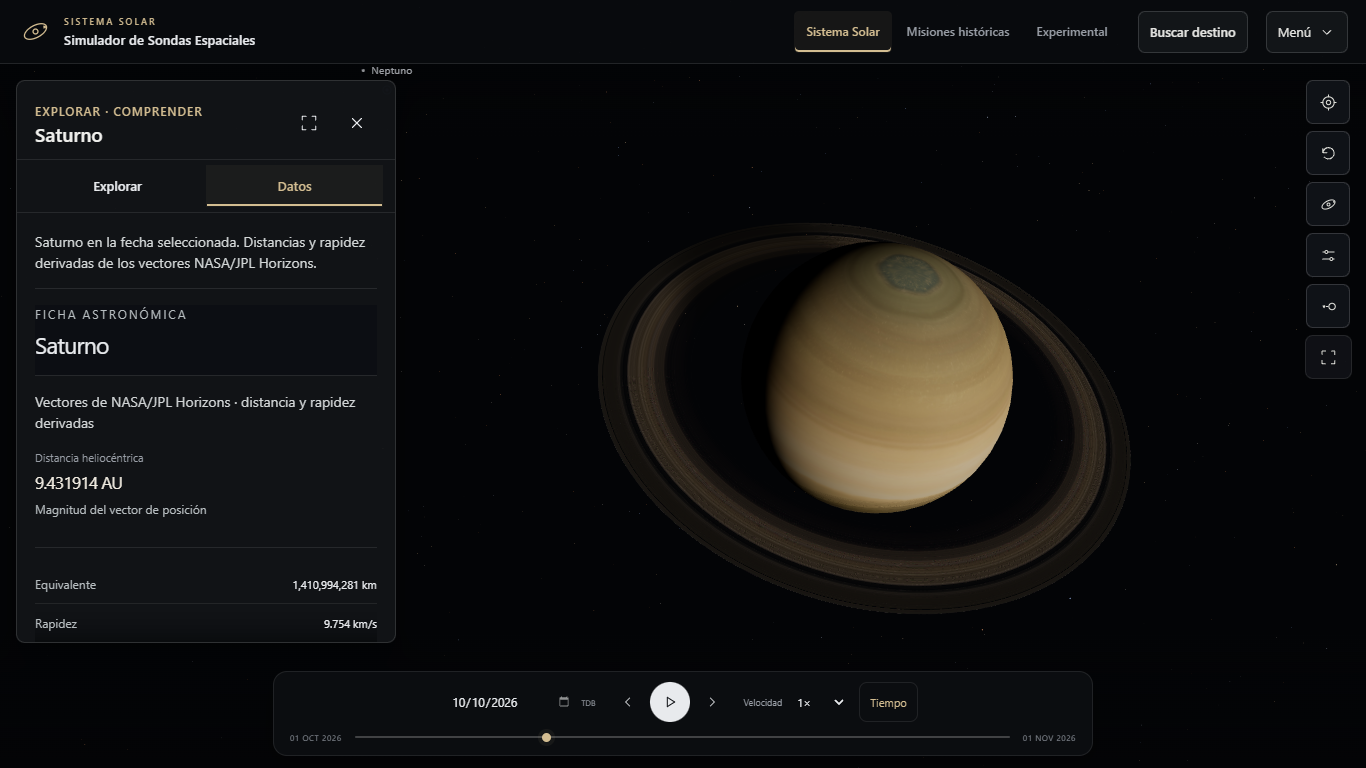 SISTEMA SOLAR
Simulador de Sondas Espaciales
Sistema Solar
Misiones históricas
Experimental
Buscar destino
Menú
Neptuno
EXPLORAR · COMPRENDER
Saturno
Explorar
Datos
Saturno en la fecha seleccionada. Distancias y rapidez
derivadas de los vectores NASA/JPL Horizons.
FICHA ASTRONÓMICA
Saturno
Vectores de NASA/JPL Horizons · distancia y rapidez
derivadas
Distancia heliocéntrica
9.431914 AU
Magnitud del vector de posición
Equivalente 1,410,994,281 km
Rapidez 9.754 km/s
10/10/2026 TDB Velocidad 1× Tiempo
01 OCT 2026 01 NOV 2026